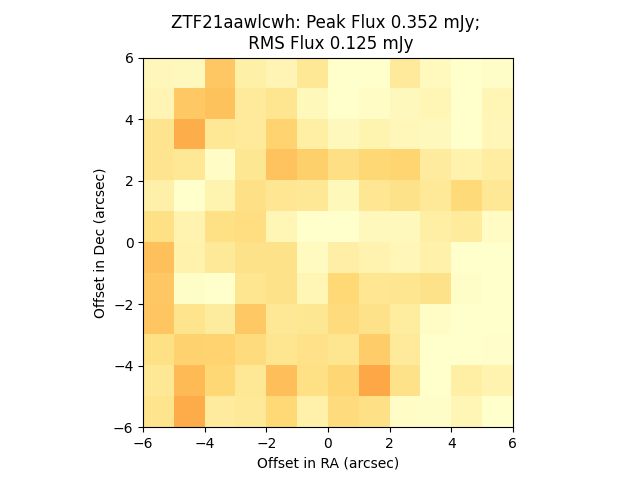 ZTF21aawlcwh: Peak Flux 0.352 mJy;
RMS Flux 0.125 mJy
6
4
2
0
−2
−4
−6
Offset in Dec (arcsec)
−6 −4 −2 0 2 4 6
Offset in RA (arcsec)